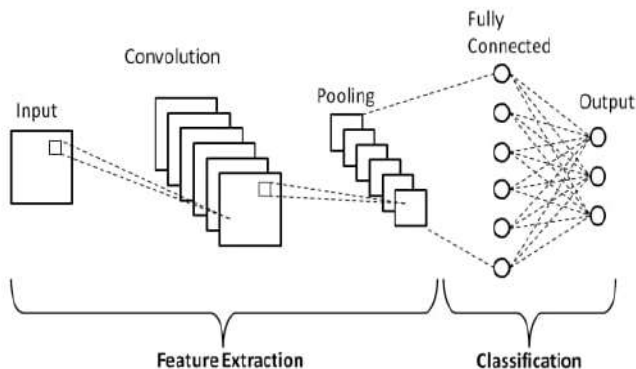 Input
Convolution
Pooling
Fully
Connected
Output
Feature Extraction
Classification